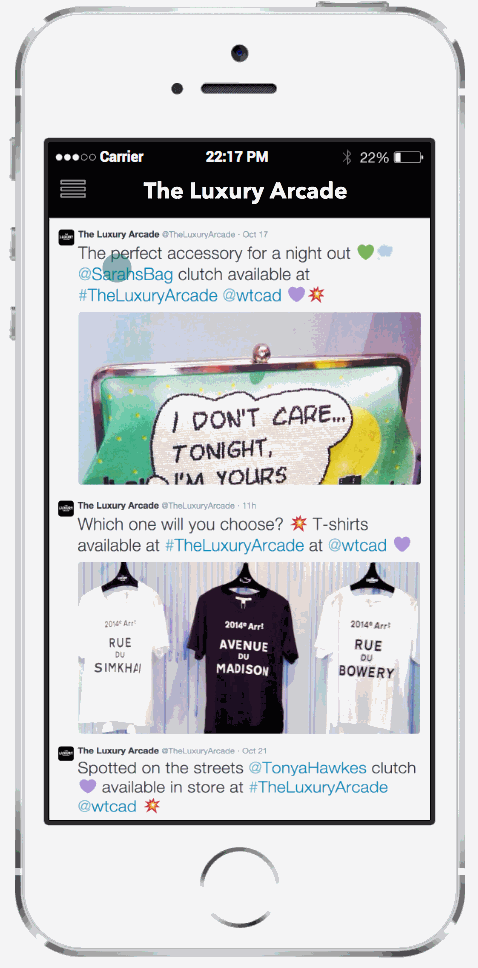 Carrier 22:17 PM 22%
The Luxury Arcade
The Luxury Arcade @TheLuxuryArcade · Oct 17
The perfect accessory for a night out 💚
@SarahsBag clutch available at
#TheLuxuryArcade @wtcad 💜💥
I DON'T CARE...
TONIGHT,
I'M YOURS
The Luxury Arcade @TheLuxuryArcade · 11h
Which one will you choose? 💥 T-shirts
available at #TheLuxuryArcade at @wtcad 💜
2014e Arrt
RUE
DU
SIMKHAI
2014e Arrt
AVENUE
DU
MADISON
2014e Arrt
RUE
DU
BOWERY
The Luxury Arcade @TheLuxuryArcade · Oct 21
Spotted on the streets @TonyaHawkes clutch
💜 available in store at #TheLuxuryArcade
@wtcad 💥